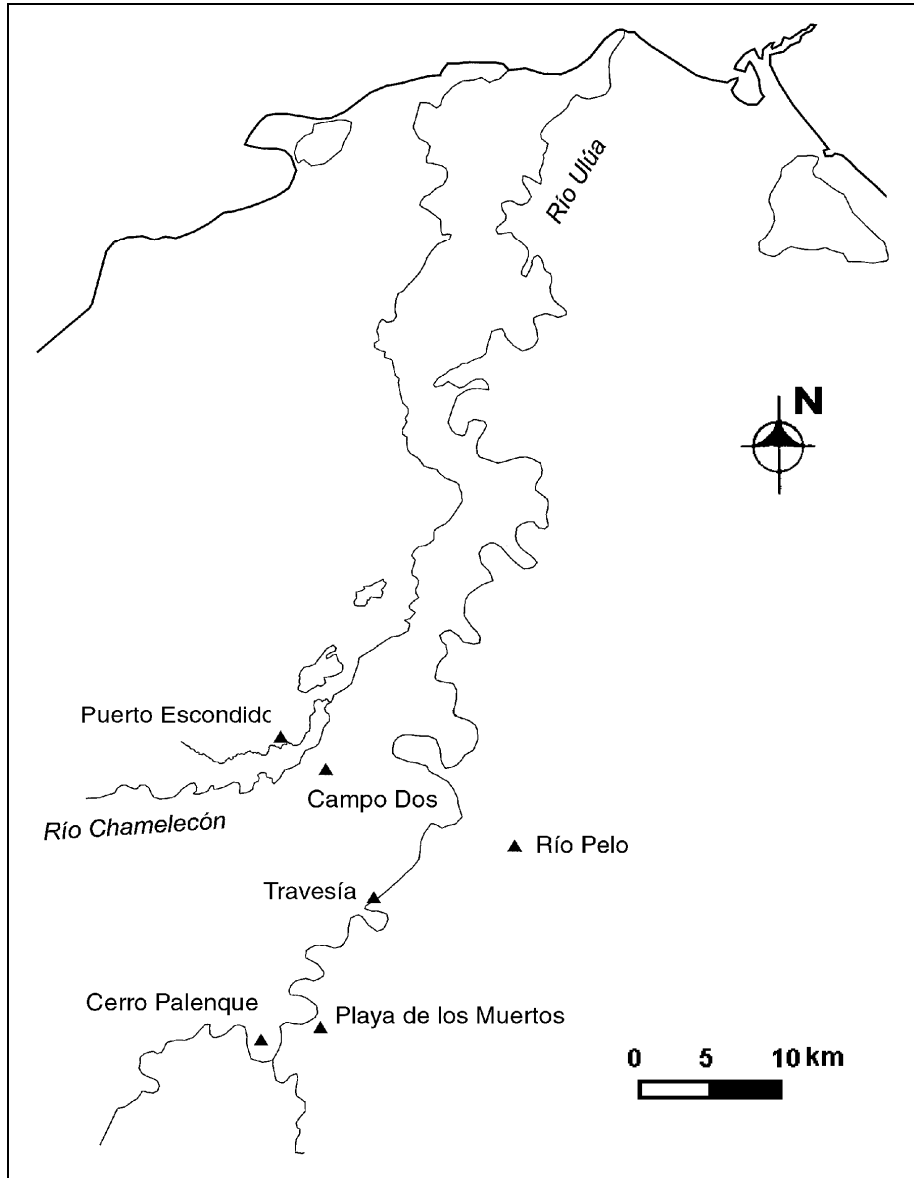 Río Ulúa
N
Puerto Escondido
Campo Dos
Río Chamelecón
Río Pelo
Travesía
Cerro Palenque
Playa de los Muertos
0 5 10 km